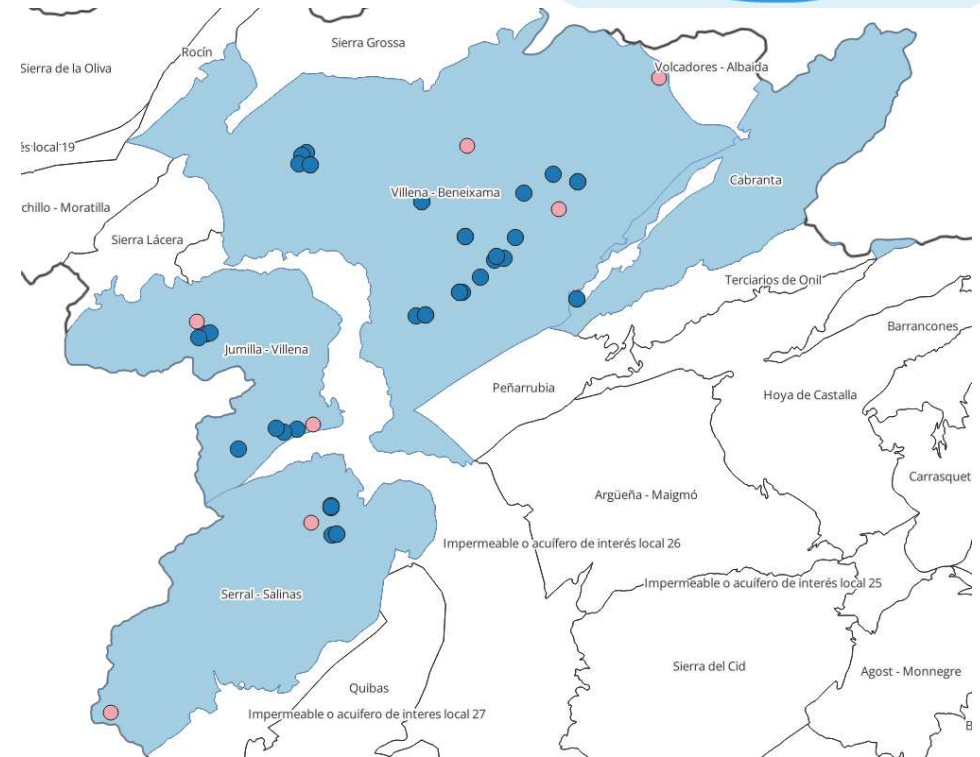 Sierra Grossa
Rocín
Sierra de la Oliva
Volcadores - Albaida
és local 19
Cabranta
Villena - Beneixama
chillo - Moratilla
Sierra Lácera
Terciarios de Onil
Barrancones
Jumilla - Villena
Peñarrubia
Hoya de Castalla
Carrasquet
Argüeña - Maigmó
Impermeable o acuífero de interés local 26
Impermeable o acuífero de interés local 25
Serral - Salinas
Sierra del Cid
Agost - Monnegre
Quibas
Impermeable o acuifero de interes local 27
B